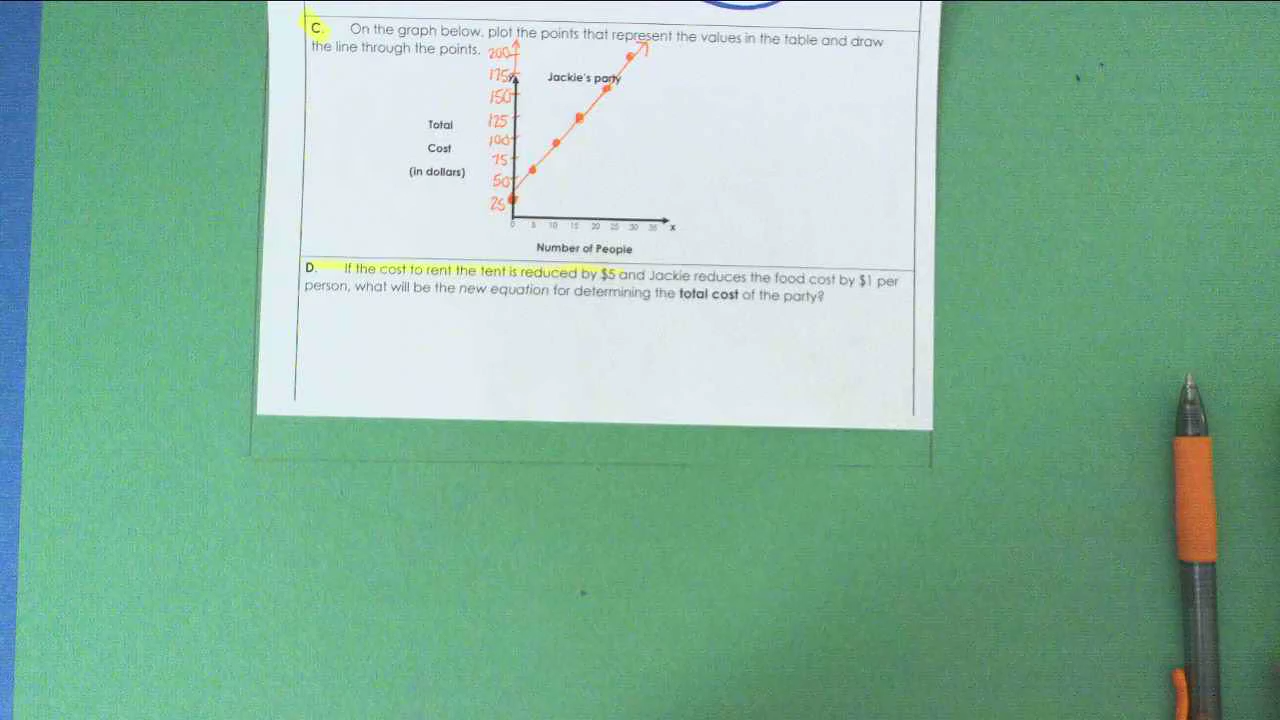 C. On the graph below, plot the points that represent the values in the table and draw
the line through the points.
200
175
Jackie's party
150
Total
125
100
Cost
75
(in dollars)
50
25
0 5 10 15 20 25 30 35 x
Number of People
D. If the cost to rent the tent is reduced by $5 and Jackie reduces the food cost by $1 per
person, what will be the new equation for determining the total cost of the party?